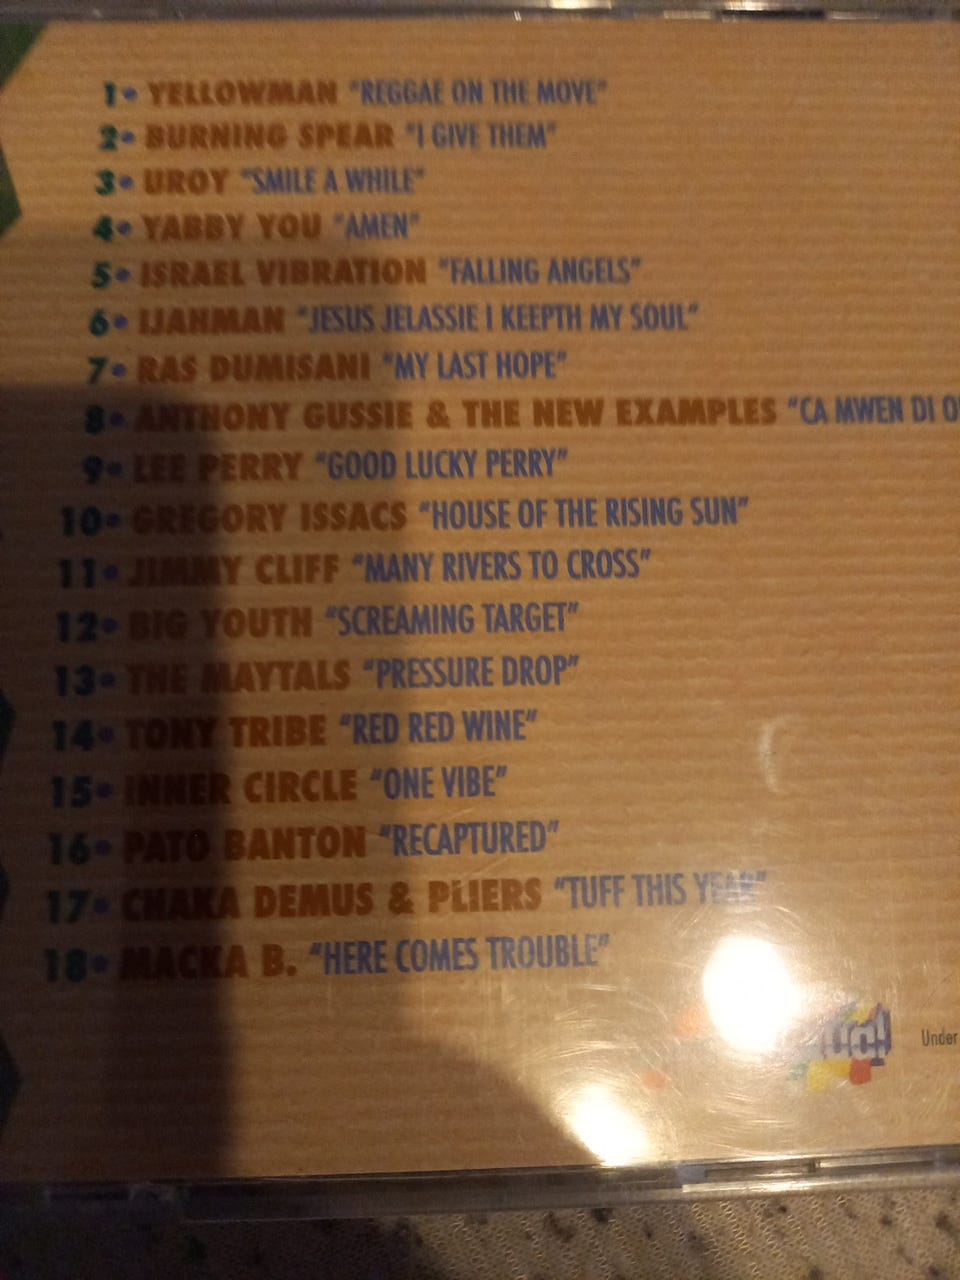 1• YELLOWMAN "REGGAE ON THE MOVE"
2• BURNING SPEAR "I GIVE THEM"
3• UROY "SMILE A WHILE"
4• YABBY YOU "AMEN"
5• ISRAEL VIBRATION "FALLING ANGELS"
6• IJAHMAN "JESUS JELASSIE I KEEPTH MY SOUL"
7• RAS DUMISANI "MY LAST HOPE"
8• ANTHONY GUSSIE & THE NEW EXAMPLES "CA MWEN DI
9• LEE PERRY "GOOD LUCKY PERRY"
10• GREGORY ISSACS "HOUSE OF THE RISING SUN"
11• JIMMY CLIFF "MANY RIVERS TO CROSS"
12• BIG YOUTH "SCREAMING TARGET"
13• THE MAYTALS "PRESSURE DROP"
14• TONY TRIBE "RED RED WINE"
15• INNER CIRCLE "ONE VIBE"
16• PATO BANTON "RECAPTURED"
17• CHAKA DEMUS & PLIERS "TUFF THIS YEAR"
18• MACKA B. "HERE COMES TROUBLE"
Under